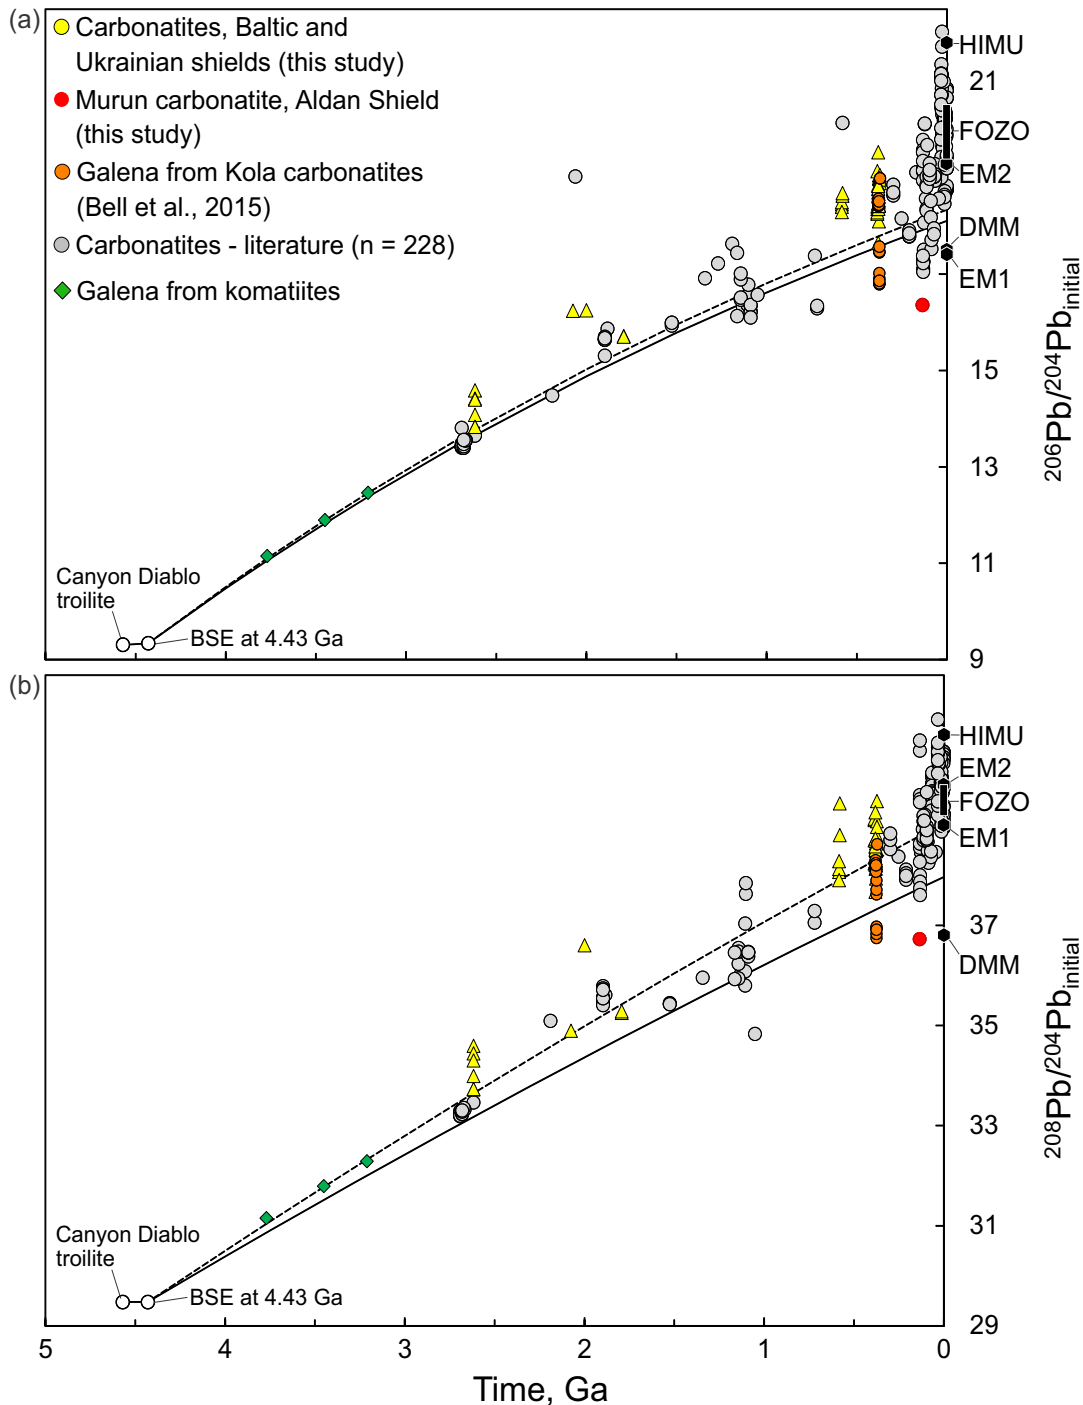 (a)
Carbonatites, Baltic and
Ukrainian shields (this study)
Murun carbonatite, Aldan Shield
(this study)
Galena from Kola carbonatites
(Bell et al., 2015)
Carbonatites - literature (n = 228)
Galena from komatiites
HIMU
21
FOZO
EM2
DMM
EM1
15
13
11
9
206Pb/204Pbinitial
Canyon Diablo
troilite
BSE at 4.43 Ga
(b)
HIMU
EM2
FOZO
EM1
37
DMM
35
33
31
29
208Pb/204Pbinitial
Canyon Diablo
troilite
BSE at 4.43 Ga
5 4 3 2 1 0
Time, Ga